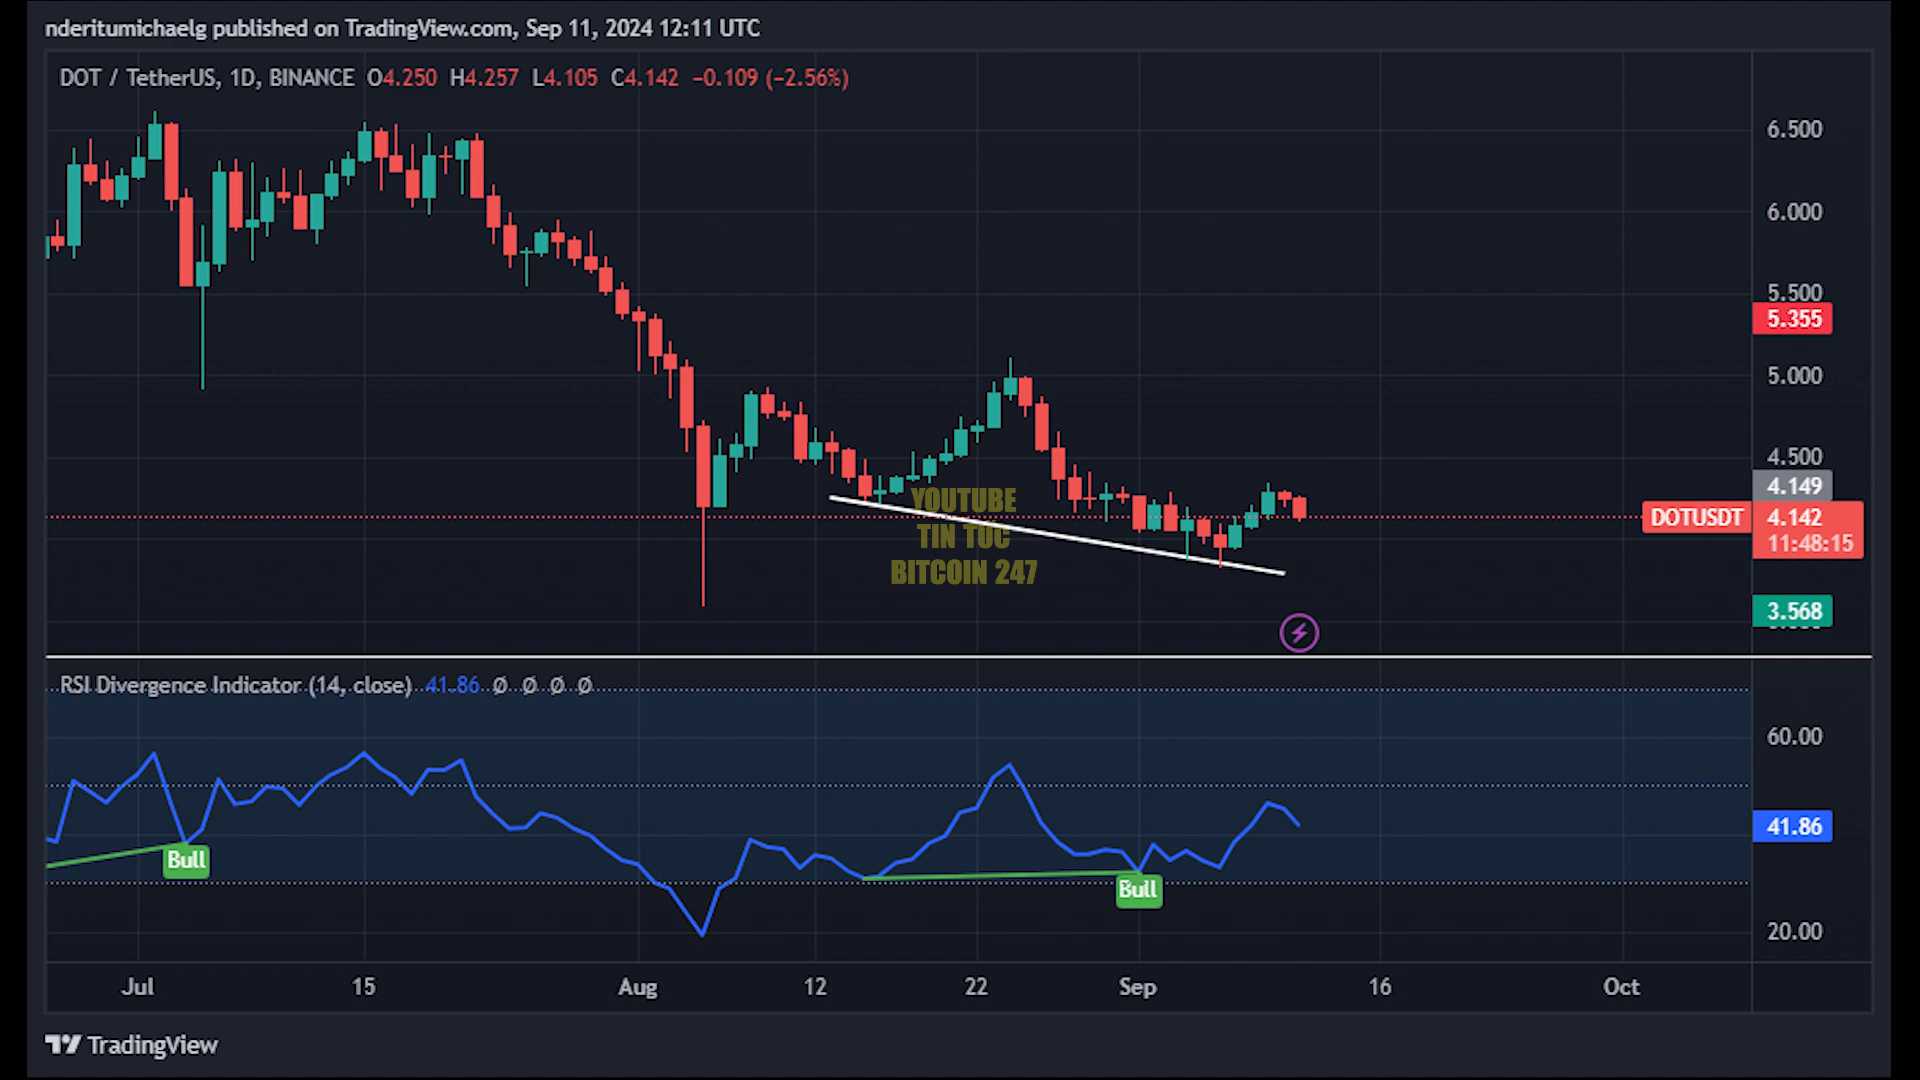 nderitumichaelg published on TradingView.com, Sep 11, 2024 12:11 UTC
DOT / TetherUS, 1D, BINANCE O4.250 H4.257 L4.105 C4.142 −0.109 (−2.56%)
6.500
6.000
5.500
5.355
5.000
4.500
4.149
DOTUSDT 4.142
11:48:15
YOUTUBE
TIN TUC
BITCOIN 247
3.568
RSI Divergence Indicator (14, close) 41.86 Ø Ø Ø Ø
60.00
41.86
Bull
Bull
20.00
Jul 15 Aug 12 22 Sep 16 Oct
TradingView